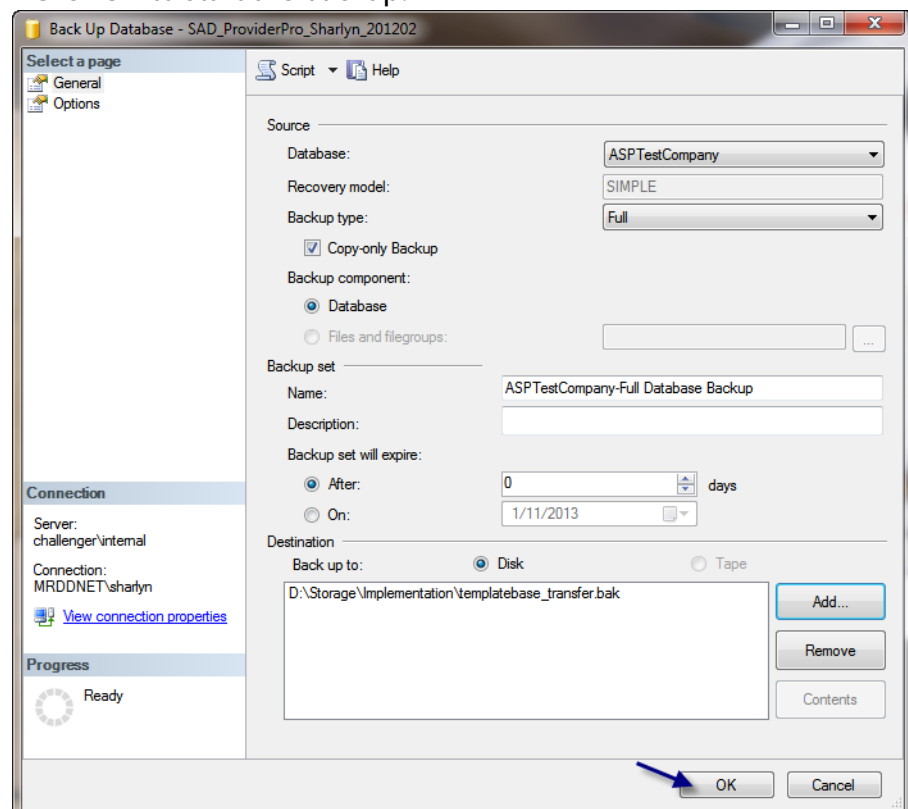 Back Up Database - SAD_ProviderPro_Sharlyn_201202
Select a page
General
Options
Script Help
Source
Database: ASPTestCompany
Recovery model: SIMPLE
Backup type: Full
Copy-only Backup
Backup component:
Database
Files and filegroups: ...
Backup set
Name: ASPTestCompany-Full Database Backup
Description:
Backup set will expire:
After: 0 days
On: 1/11/2013
Destination
Back up to: Disk Tape
D:\Storage\Implementation\templatebase_transfer.bak
Add...
Remove
Contents
Connection
Server:
challenger\internal
Connection:
MRDDNET\sharlyn
View connection properties
Progress
Ready
OK Cancel